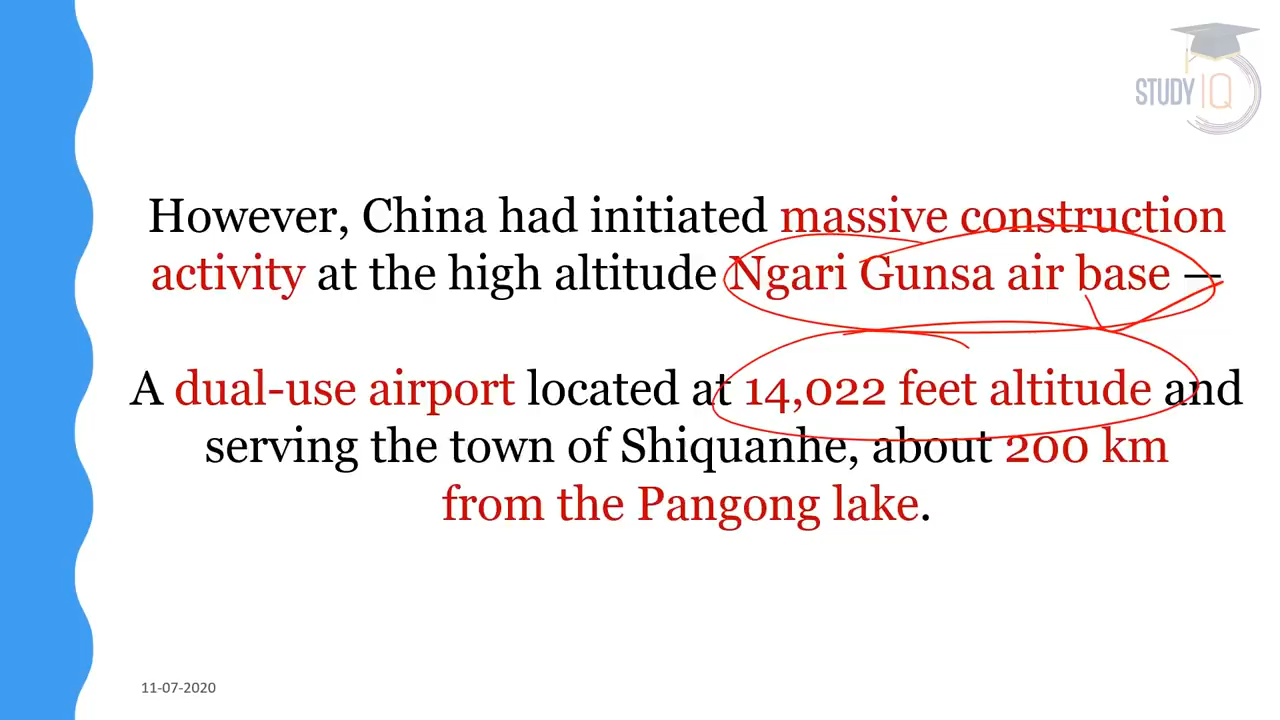 STUDY IQ
However, China had initiated massive construction
activity at the high altitude Ngari Gunsa air base —
A dual-use airport located at 14,022 feet altitude and
serving the town of Shiquanhe, about 200 km
from the Pangong lake.
11-07-2020